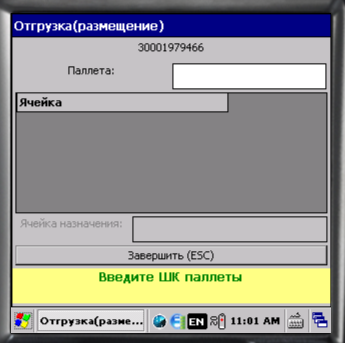 Отгрузка(размещение)
30001979466
Паллета:
Ячейка
Ячейка назначения:
Завершить (ESC)
Введите ШК паллеты
Отгрузка(разме... EN 11:01 AM